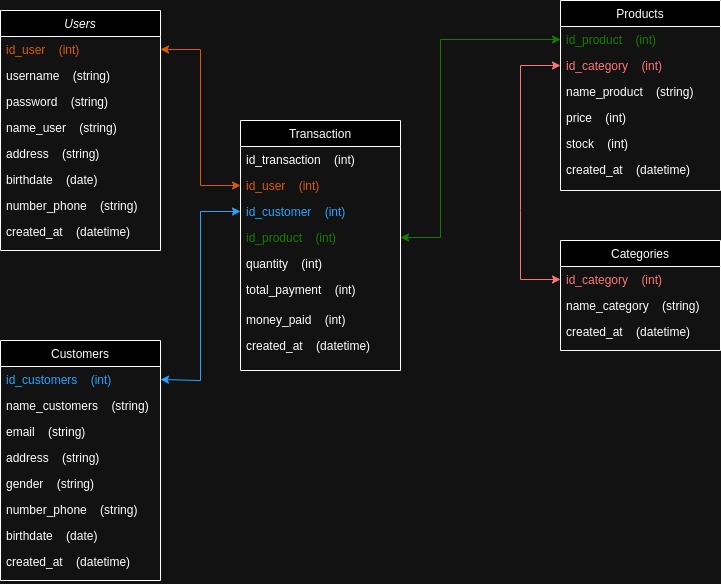 Users
id_user (int)
username (string)
password (string)
name_user (string)
address (string)
birthdate (date)
number_phone (string)
created_at (datetime)
Customers
id_customers (int)
name_customers (string)
email (string)
address (string)
gender (string)
number_phone (string)
birthdate (date)
created_at (datetime)
Transaction
id_transaction (int)
id_user (int)
id_customer (int)
id_product (int)
quantity (int)
total_payment (int)
money_paid (int)
created_at (datetime)
Products
id_product (int)
id_category (int)
name_product (string)
price (int)
stock (int)
created_at (datetime)
Categories
id_category (int)
name_category (string)
created_at (datetime)